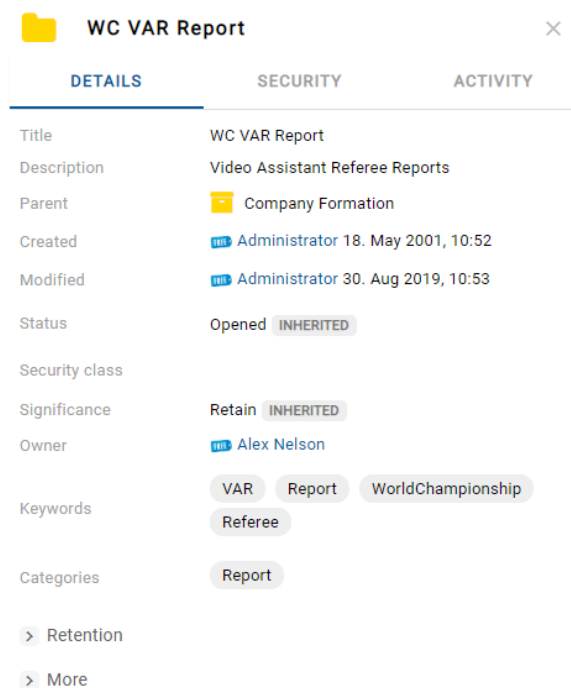 WC VAR Report
DETAILS SECURITY ACTIVITY
Title WC VAR Report
Description Video Assistant Referee Reports
Parent Company Formation
Created Administrator 18. May 2001, 10:52
Modified Administrator 30. Aug 2019, 10:53
Status Opened INHERITED
Security class
Significance Retain INHERITED
Owner Alex Nelson
VAR Report WorldChampionship
Keywords
Referee
Categories Report
Retention
More